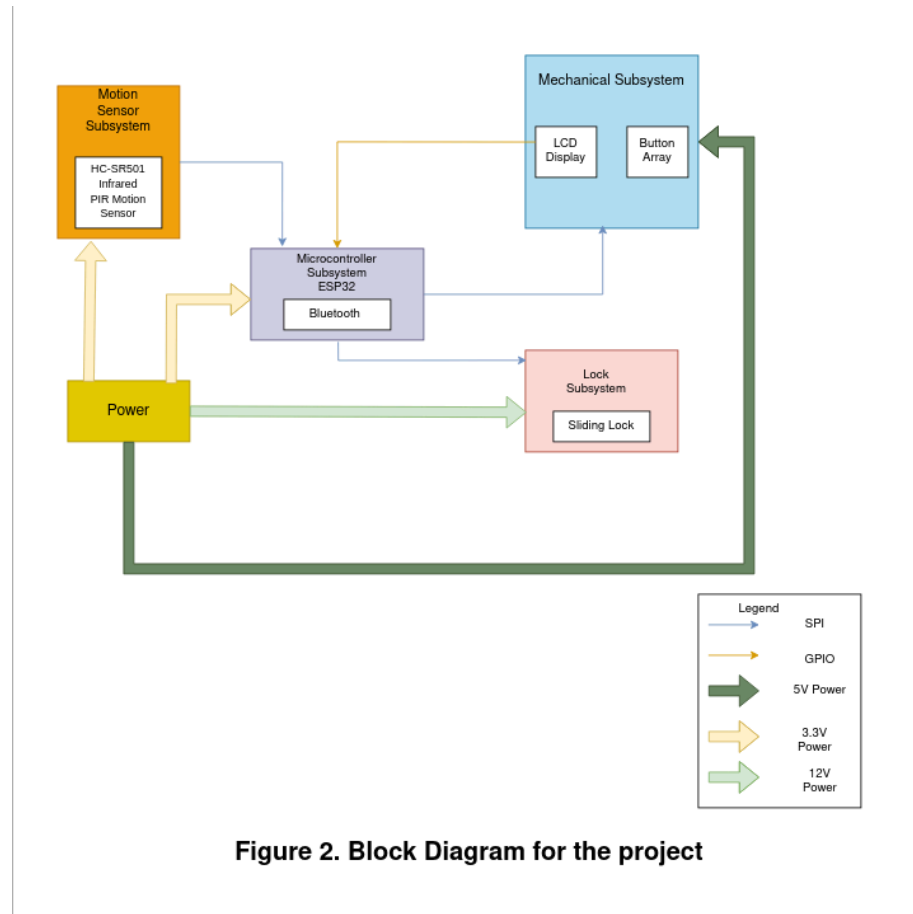 Motion
Sensor
Subsystem
HC-SR501
Infrared
PIR Motion
Sensor
Mechanical Subsystem
LCD
Display
Button
Array
Microcontroller
Subsystem
ESP32
Bluetooth
Lock
Subsystem
Sliding Lock
Power
Legend
SPI
GPIO
5V Power
3.3V
Power
12V
Power
Figure 2. Block Diagram for the project